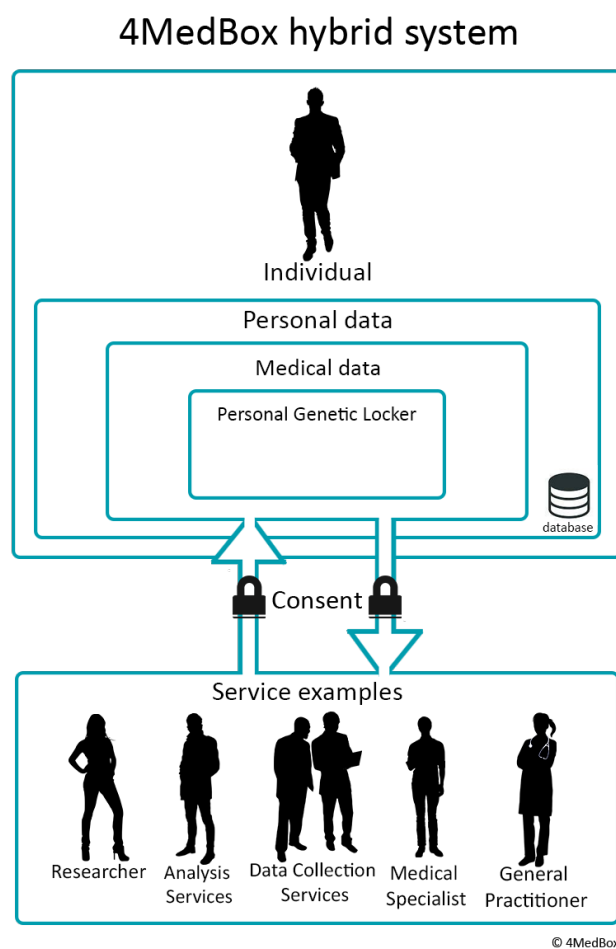 4MedBox hybrid system
Individual
Personal data
Medical data
Personal Genetic Locker
database
Consent
Service examples
Researcher
Analysis
Services
Data Collection
Services
Medical
Specialist
General
Practitioner
© 4MedBox